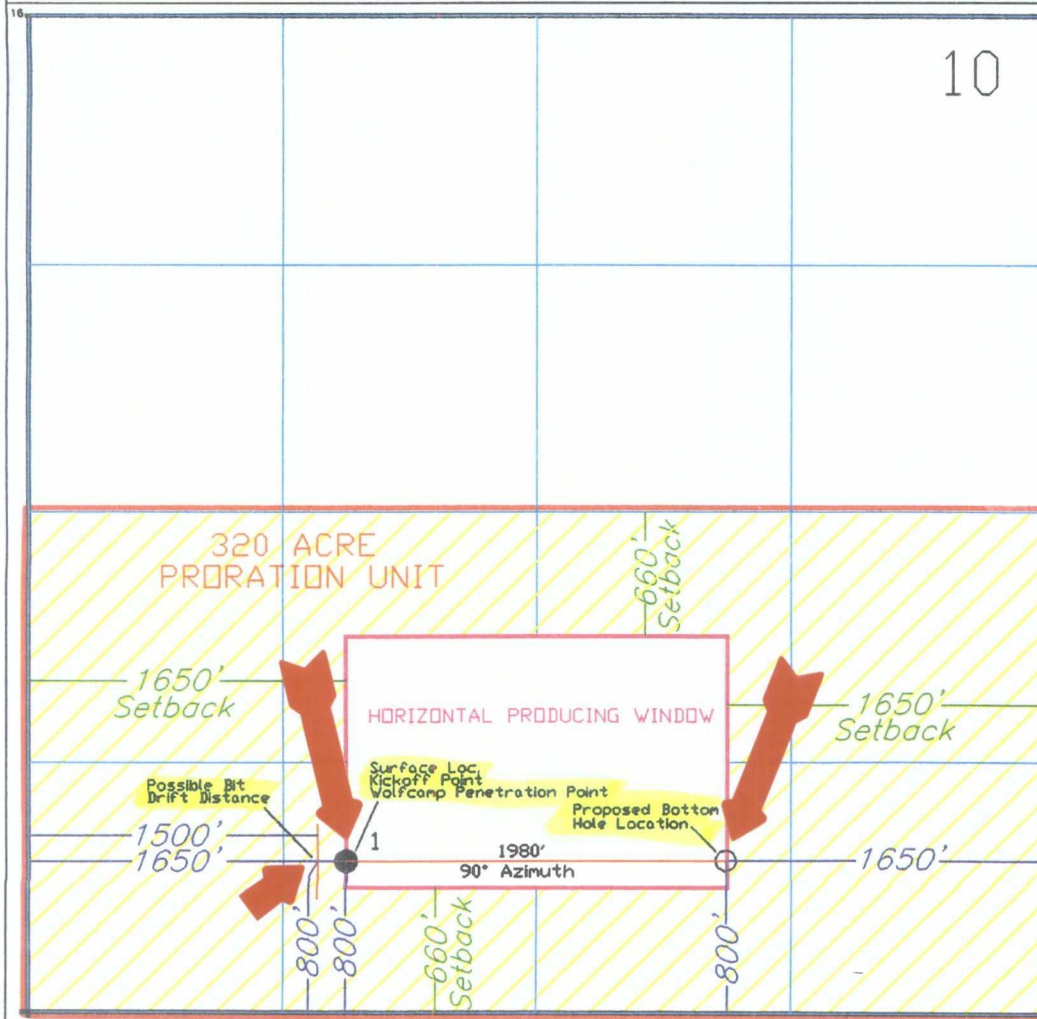 16
10
320 ACRE
PRORATION UNIT
660'
Setback
1650'
Setback
HORIZONTAL PRODUCING WINDOW
1650'
Setback
Possible Bit
Drift Distance
Surface Loc.
Kickoff Point
Wolfcamp Penetration Point
Proposed Bottom
Hole Location
1500'
1650'
1
1980'
90° Azimuth
1650'
800'
800'
660'
Setback
800'